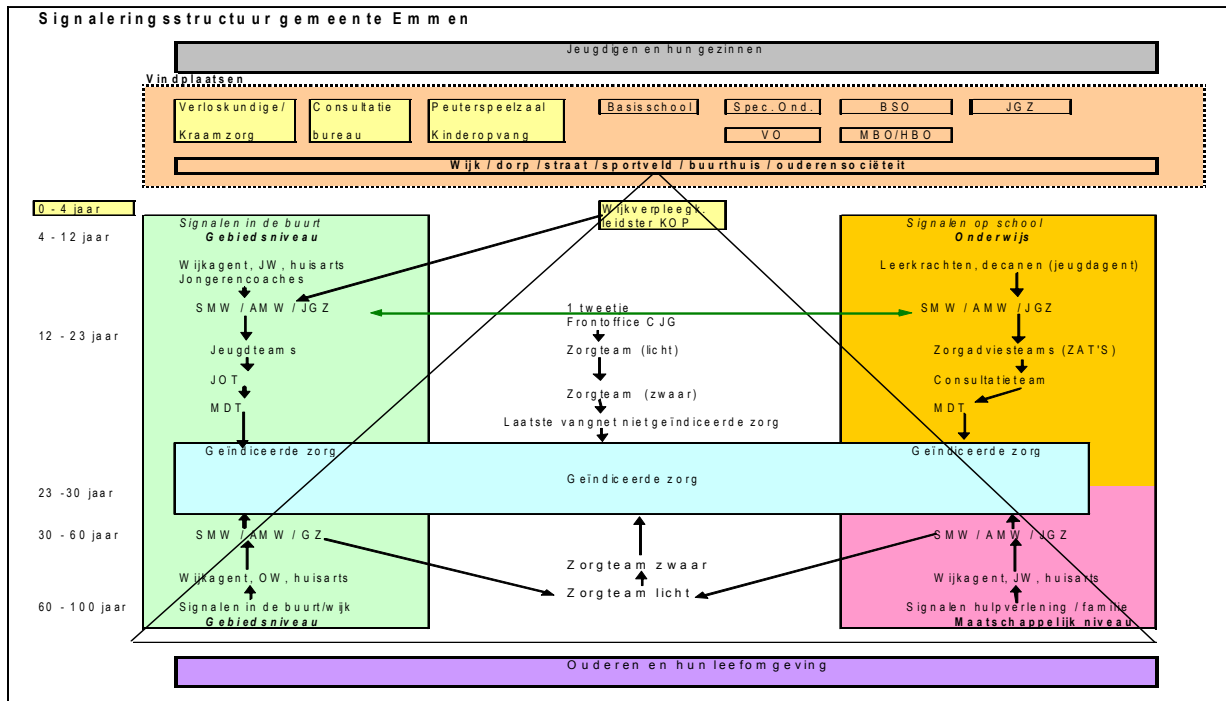 Signaleringsstructuur gemeente Emmen
Jeugdigen en hun gezinnen
Vindplaatsen
Verloskundige/
Kraamzorg
Consultatie
bureau
Peuterspeelzaal
Kinderopvang
Basisschool
Spec.Ond.
BSO
JGZ
VO
MBO/HBO
Wijk / dorp / straat / sportveld / buurthuis / ouderensociëteit
0 - 4 jaar
4 - 12 jaar
12 - 23 jaar
23 -30 jaar
30 - 60 jaar
60 - 100 jaar
Signalen in de buurt
Gebiedsniveau
Wijkagent, JW, huisarts
Jongerencoaches
SMW / AMW / JGZ
Jeugdteams
JOT
MDT
Geïndiceerde zorg
SMW / AMW / GZ
Wijkagent, OW, huisarts
Signalen in de buurt/wijk
Gebiedsniveau
Wijkverpleegk.
leidster KOP
1 tweetje
Frontoffice CJG
Zorgteam (licht)
Zorgteam (zwaar)
Laatste vangnet niet geïndiceerde zorg
Geïndiceerde zorg
Zorgteam zwaar
Zorgteam licht
Signalen op school
Onderwijs
Leerkrachten, decanen (jeugdagent)
SMW / AMW / JGZ
Zorgadviesteams (ZAT'S)
Consultatieteam
MDT
Geïndiceerde zorg
SMW / AMW / JGZ
Wijkagent, JW, huisarts
Signalen hulpverlening / familie
Maatschappelijk niveau
Ouderen en hun leefomgeving